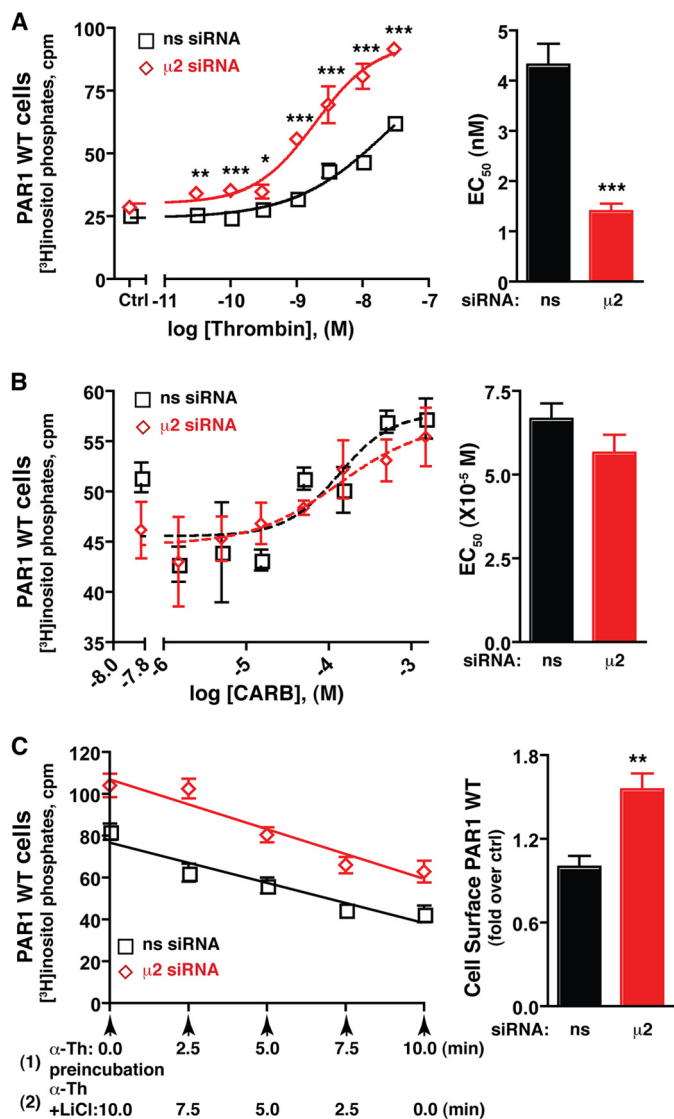 A
ns siRNA
μ2 siRNA
PAR1 WT cells
[³H]inositol phosphates, cpm
100
75
50
25
0
** *** * *** *** *** ***
Ctrl -11 -10 -9 -8 -7
log [Thrombin], (M)
EC₅₀ (nM)
5
4
3
2
1
0
***
siRNA: ns μ2
B
ns siRNA
μ2 siRNA
PAR1 WT cells
[³H]inositol phosphates, cpm
60
55
50
45
40
35
-8.0 -7.8 -6 -5 -4 -3
log [CARB], (M)
EC₅₀ (X10⁻⁵ M)
7.5
5.0
2.5
0.0
siRNA: ns μ2
C
PAR1 WT cells
[³H]inositol phosphates, cpm
120
100
80
60
40
20
0
ns siRNA
μ2 siRNA
(1) α-Th: 0.0 2.5 5.0 7.5 10.0 (min)
preincubation
(2) α-Th
+LiCl:10.0 7.5 5.0 2.5 0.0 (min)
Cell Surface PAR1 WT
(fold over ctrl)
1.8
1.2
0.6
0.0
**
siRNA: ns μ2